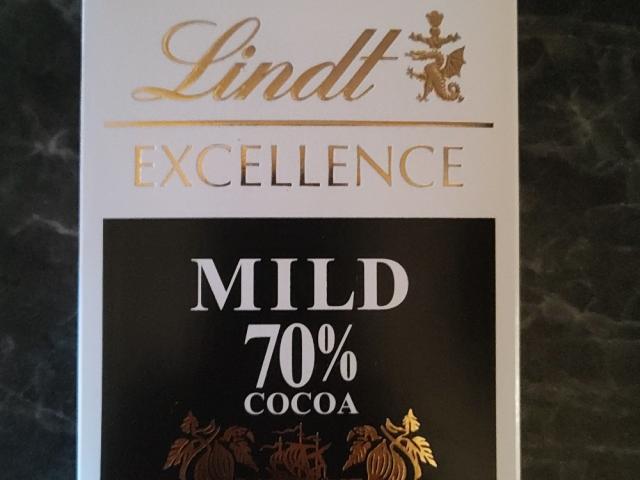 Lindt
EXCELLENCE
MILD
70%
COCOA